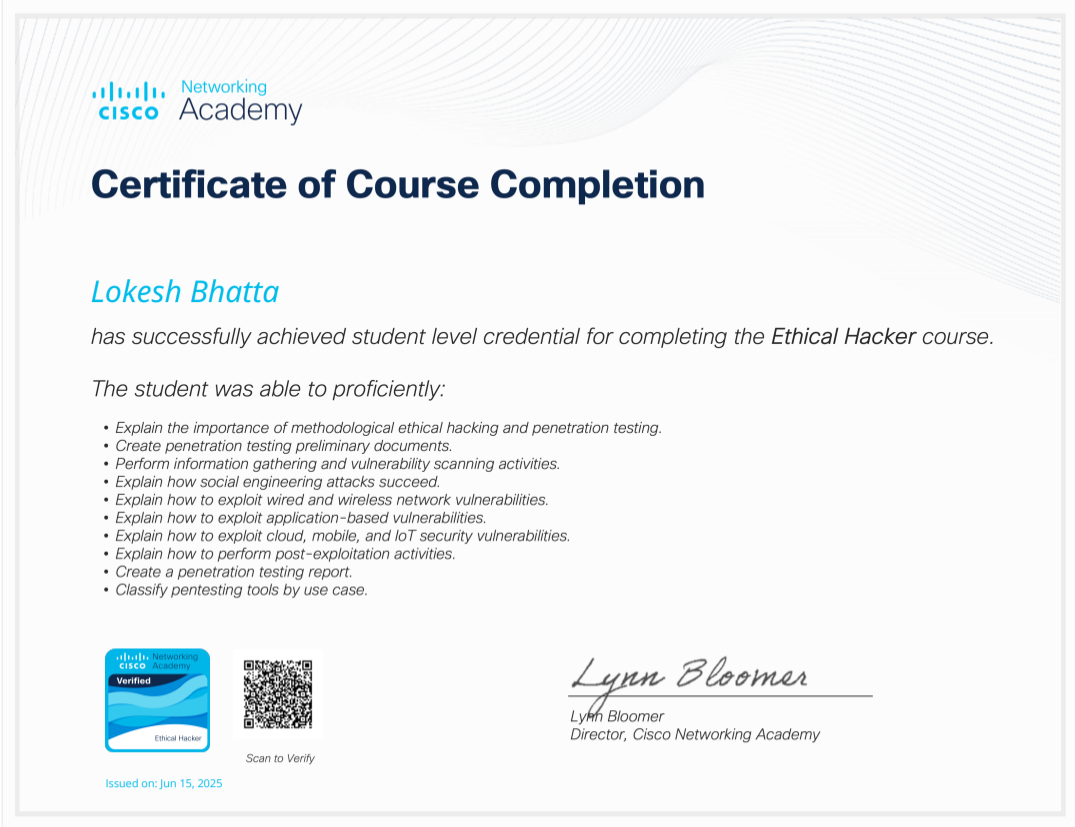 Networking
CISCO Academy
Certificate of Course Completion
Lokesh Bhatta
has successfully achieved student level credential for completing the Ethical Hacker course.
The student was able to proficiently:
• Explain the importance of methodological ethical hacking and penetration testing.
• Create penetration testing preliminary documents.
• Perform information gathering and vulnerability scanning activities.
• Explain how social engineering attacks succeed.
• Explain how to exploit wired and wireless network vulnerabilities.
• Explain how to exploit application-based vulnerabilities.
• Explain how to exploit cloud, mobile, and IoT security vulnerabilities.
• Explain how to perform post-exploitation activities.
• Create a penetration testing report.
• Classify pentesting tools by use case.
Networking
CISCO Academy
Verified
Ethical Hacker
Scan to Verify
Issued on: Jun 15, 2025
Lynn Bloomer
Lynn Bloomer
Director, Cisco Networking Academy